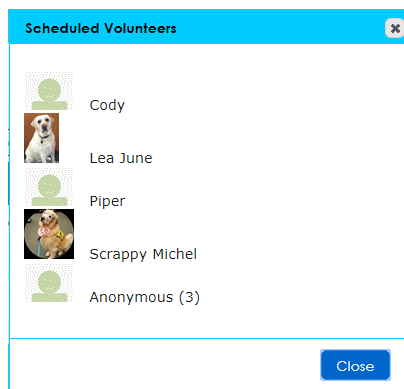 Scheduled Volunteers
Cody
Lea June
Piper
Scrappy Michel
Anonymous (3)
Close